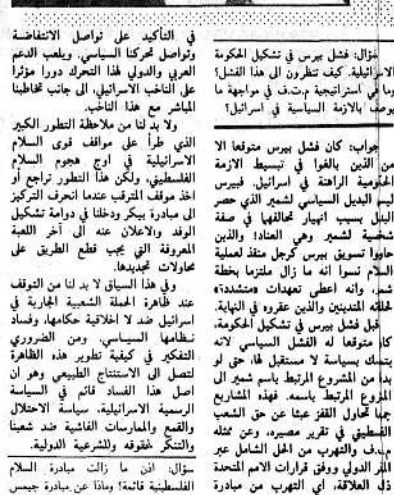 سؤال: فشل بيرس في تشكيل الحكومة
الاسرائيلية. كيف تنظرون الى هذا الفشل؟
وما هي استراتيجية م.ت.ف في مواجهة ما
يوصف بالازمة السياسية في اسرائيل؟
جواب: كان فشل بيرس متوقعا الا
من الذين بالغوا في تبسيط الازمة
الحكومية الراهنة في اسرائيل. فبيرس
ليس البديل السياسي لشمير الذي حصر
البديل بسبب انهيار تحالفهما في صفة
شخصية لشمير وهي العناد! والذين
حاولوا تسويق بيرس كرجل منقذ لعملية
السلام نسوا انه ما زال ملتزما بخطة
شمير، وانه اعطى تعهدات «متشددة»
لحلفائه المتدينين والذين عقروه في النهاية.
قبل فشل بيرس في تشكيل الحكومة،
كان متوقعا له الفشل السياسي لانه
يتمسك بسياسة لا مستقبل لها، حتى لو
بدءا من المشروع المرتبط باسم شمير الى
المشروع المرتبط باسمه. فهذه المشاريع
جميعا تحاول القفز عبثا عن حق الشعب
الفلسطيني في تقرير مصيره، وعن ممثله
م.ت.ف والتهرب من الحل الشامل عبر
المؤتمر الدولي ووفق قرارات الامم المتحدة
ذات العلاقة، اي التهرب من مبادرة
في التأكيد على تواصل الانتفاضة
وتواصل تحركنا السياسي. ويلعب الدعم
العربي والدولي لهذا التحرك دورا مؤثرا
على الناخب الاسرائيلي، الى جانب تخاطبنا
المباشر مع هذا الناخب.
ولا بد لنا من ملاحظة التطور الكبير
الذي طرأ على مواقف قوى السلام
الاسرائيلية في اوج هجوم السلام
الفلسطيني، ولكن هذا التطور تراجع أو
اخذ موقف المترقب عندما انحرف التركيز
الى مبادرة بيكر ودخلنا في دوامة تشكيل
الوفد والاعلان عنه الى آخر اللعبة
المعروفة التي يجب قطع الطريق على
محاولات تجديدها.
وفي هذا السياق لا بد لنا من التوقف
عند ظاهرة الحملة الشعبية الجارية في
اسرائيل ضد لا اخلاقية حكامها، وفساد
نظامها السياسي. ومن الضروري
التفكير في كيفية تطوير هذه الظاهرة
لتصل الى الاستنتاج الطبيعي وهو ان
اصل هذا الفساد قائم في السياسة
الرسمية الاسرائيلية، سياسة الاحتلال
والقمع والممارسات الفاشية ضد شعبنا
والتنكر لحقوقه وللشرعية الدولية.
سؤال: اذن ما زالت مبادرة السلام
الفلسطينية قائمة؟ وماذا عن مبادرة جيمس